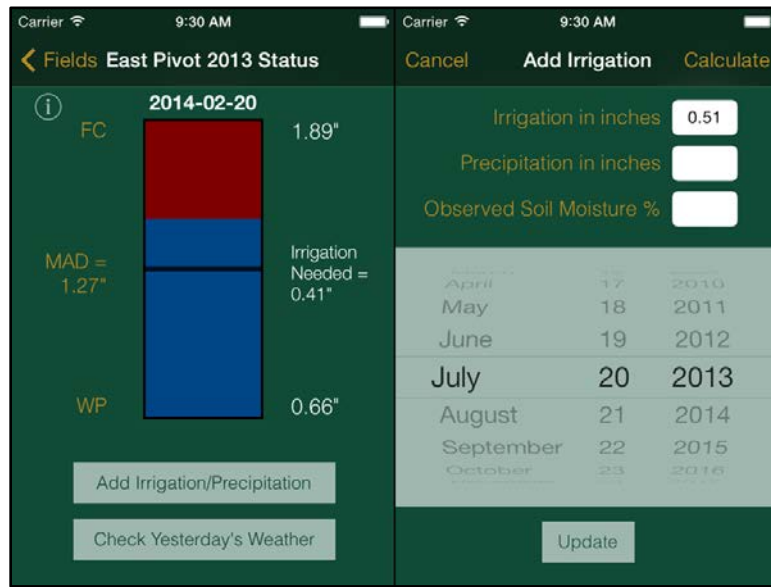 Carrier 9:30 AM
Fields East Pivot 2013 Status
i
2014-02-20
FC 1.89"
MAD = 1.27"
Irrigation
Needed =
0.41"
WP 0.66"
Add Irrigation/Precipitation
Check Yesterday's Weather
Carrier 9:30 AM
Cancel Add Irrigation Calculate
Irrigation in inches 0.51
Precipitation in inches
Observed Soil Moisture %
April 17 2010
May 18 2011
June 19 2012
July 20 2013
August 21 2014
September 22 2015
October 23 2016
Update